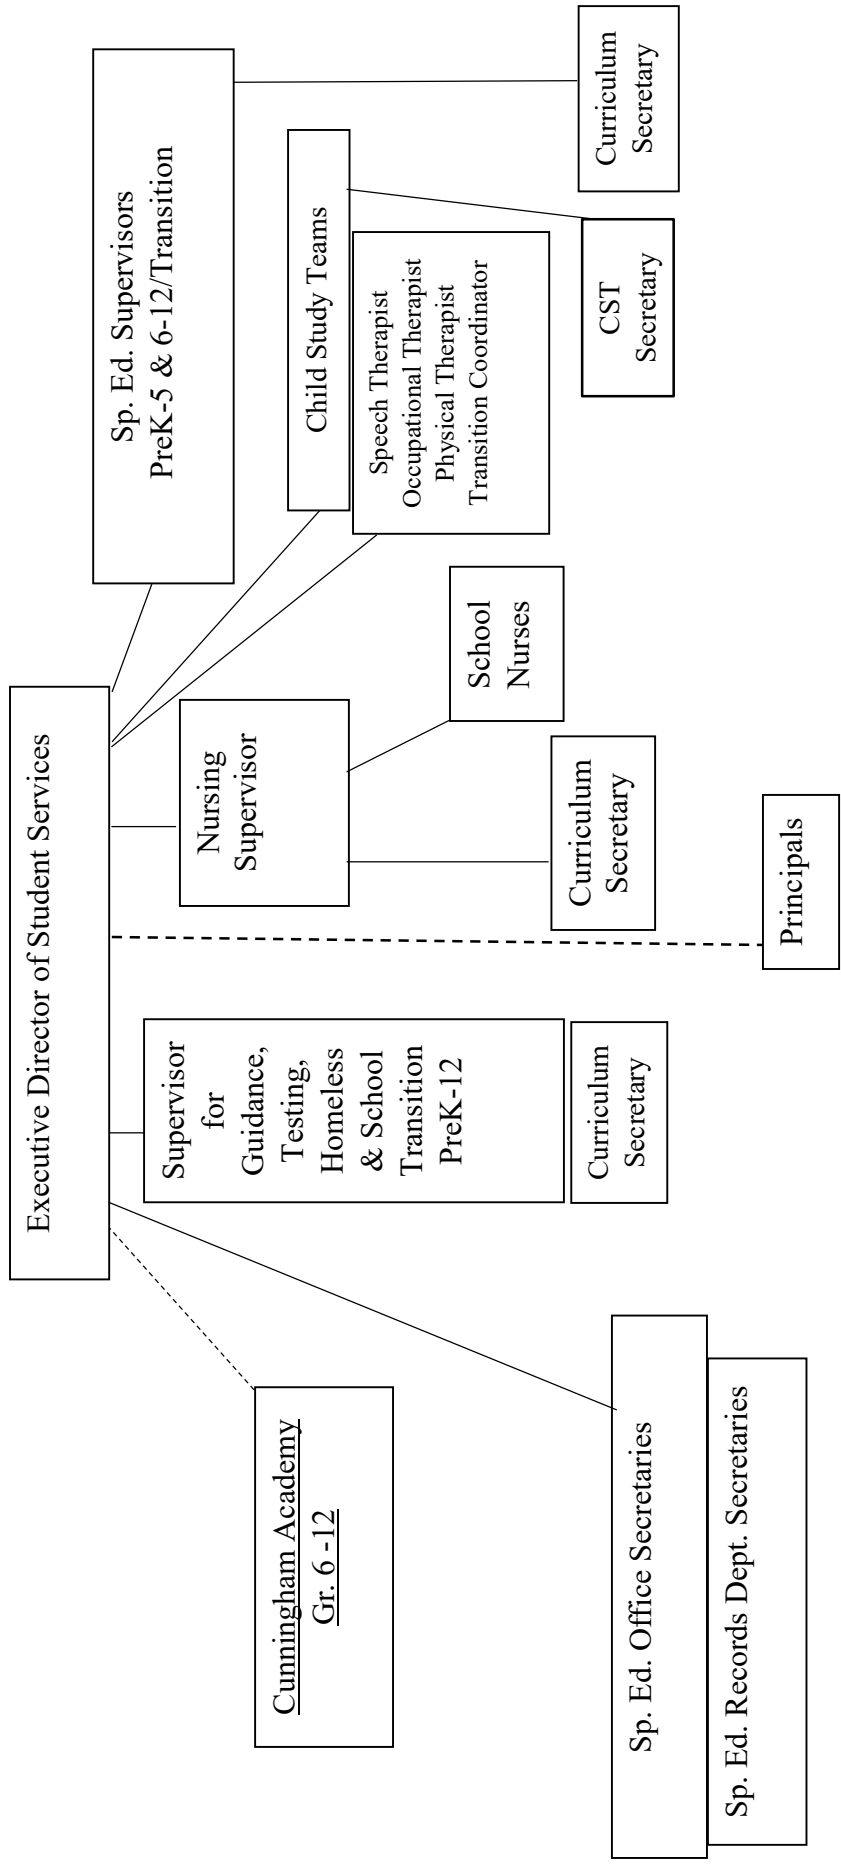 Executive Director of Student Services
Cunningham Academy
Gr. 6 -12
Supervisor
for
Guidance,
Testing,
Homeless
& School
Transition
PreK-12
Nursing
Supervisor
Sp. Ed. Supervisors
PreK-5 & 6-12/Transition
Child Study Teams
Speech Therapist
Occupational Therapist
Physical Therapist
Transition Coordinator
School
Nurses
Curriculum
Secretary
Curriculum
Secretary
CST
Secretary
Curriculum
Secretary
Sp. Ed. Office Secretaries
Sp. Ed. Records Dept. Secretaries
Principals